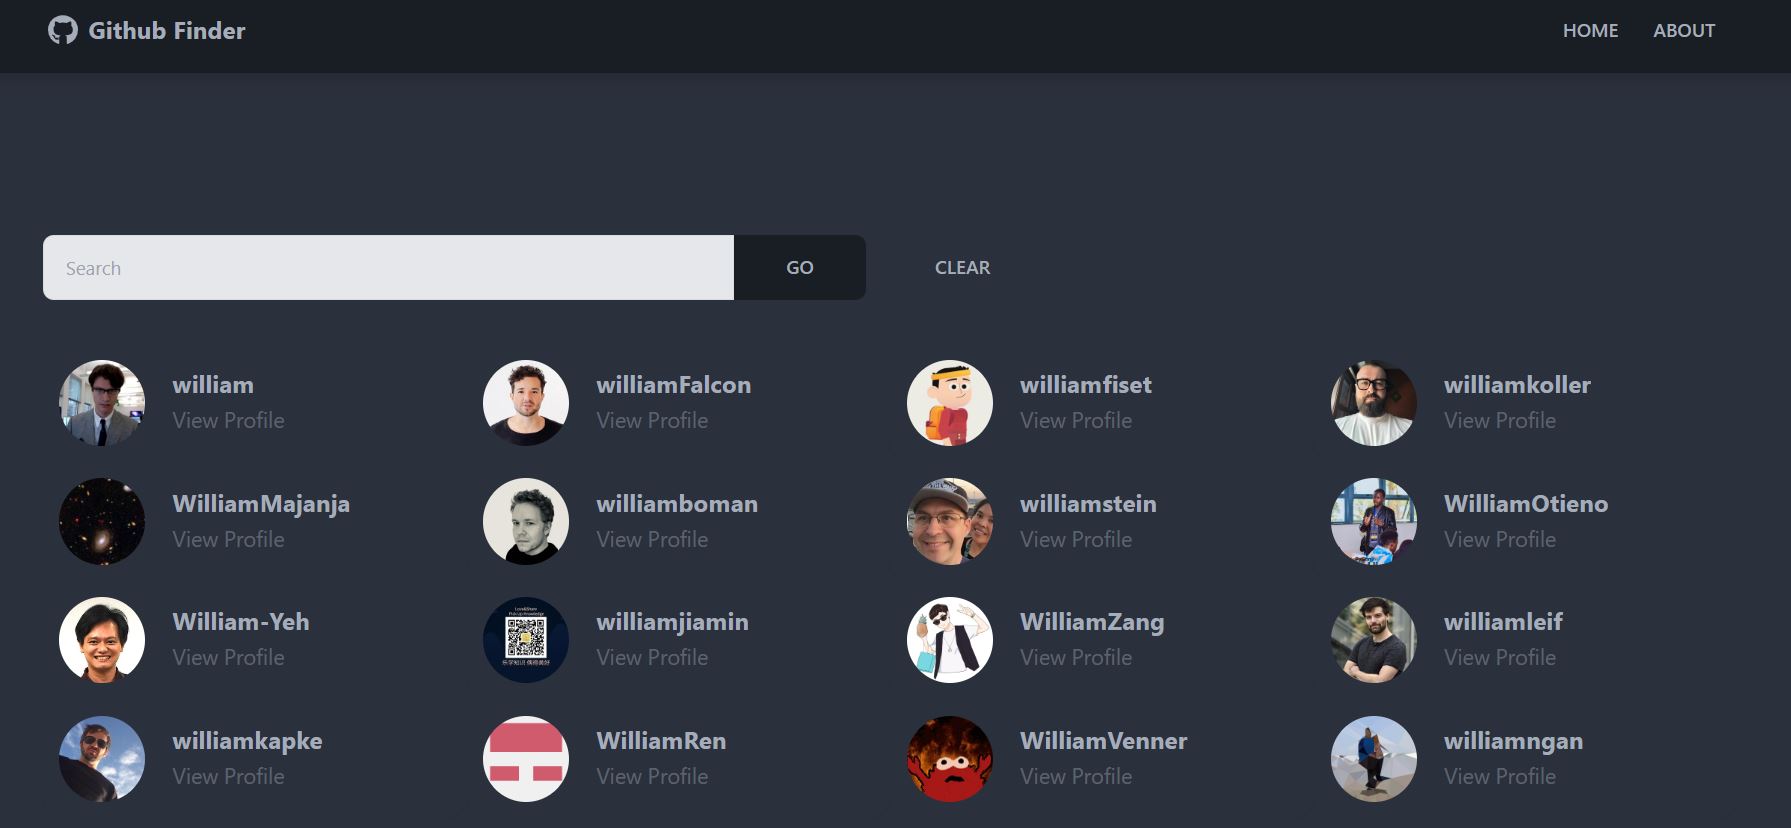 Github Finder
HOME
ABOUT
Search
GO
CLEAR
william
View Profile
williamFalcon
View Profile
williamfiset
View Profile
williamkoller
View Profile
WilliamMajanja
View Profile
williamboman
View Profile
williamstein
View Profile
WilliamOtieno
View Profile
William-Yeh
View Profile
williamjiamin
View Profile
WilliamZang
View Profile
williamleif
View Profile
williamkapke
View Profile
WilliamRen
View Profile
WilliamVenner
View Profile
williamngan
View Profile